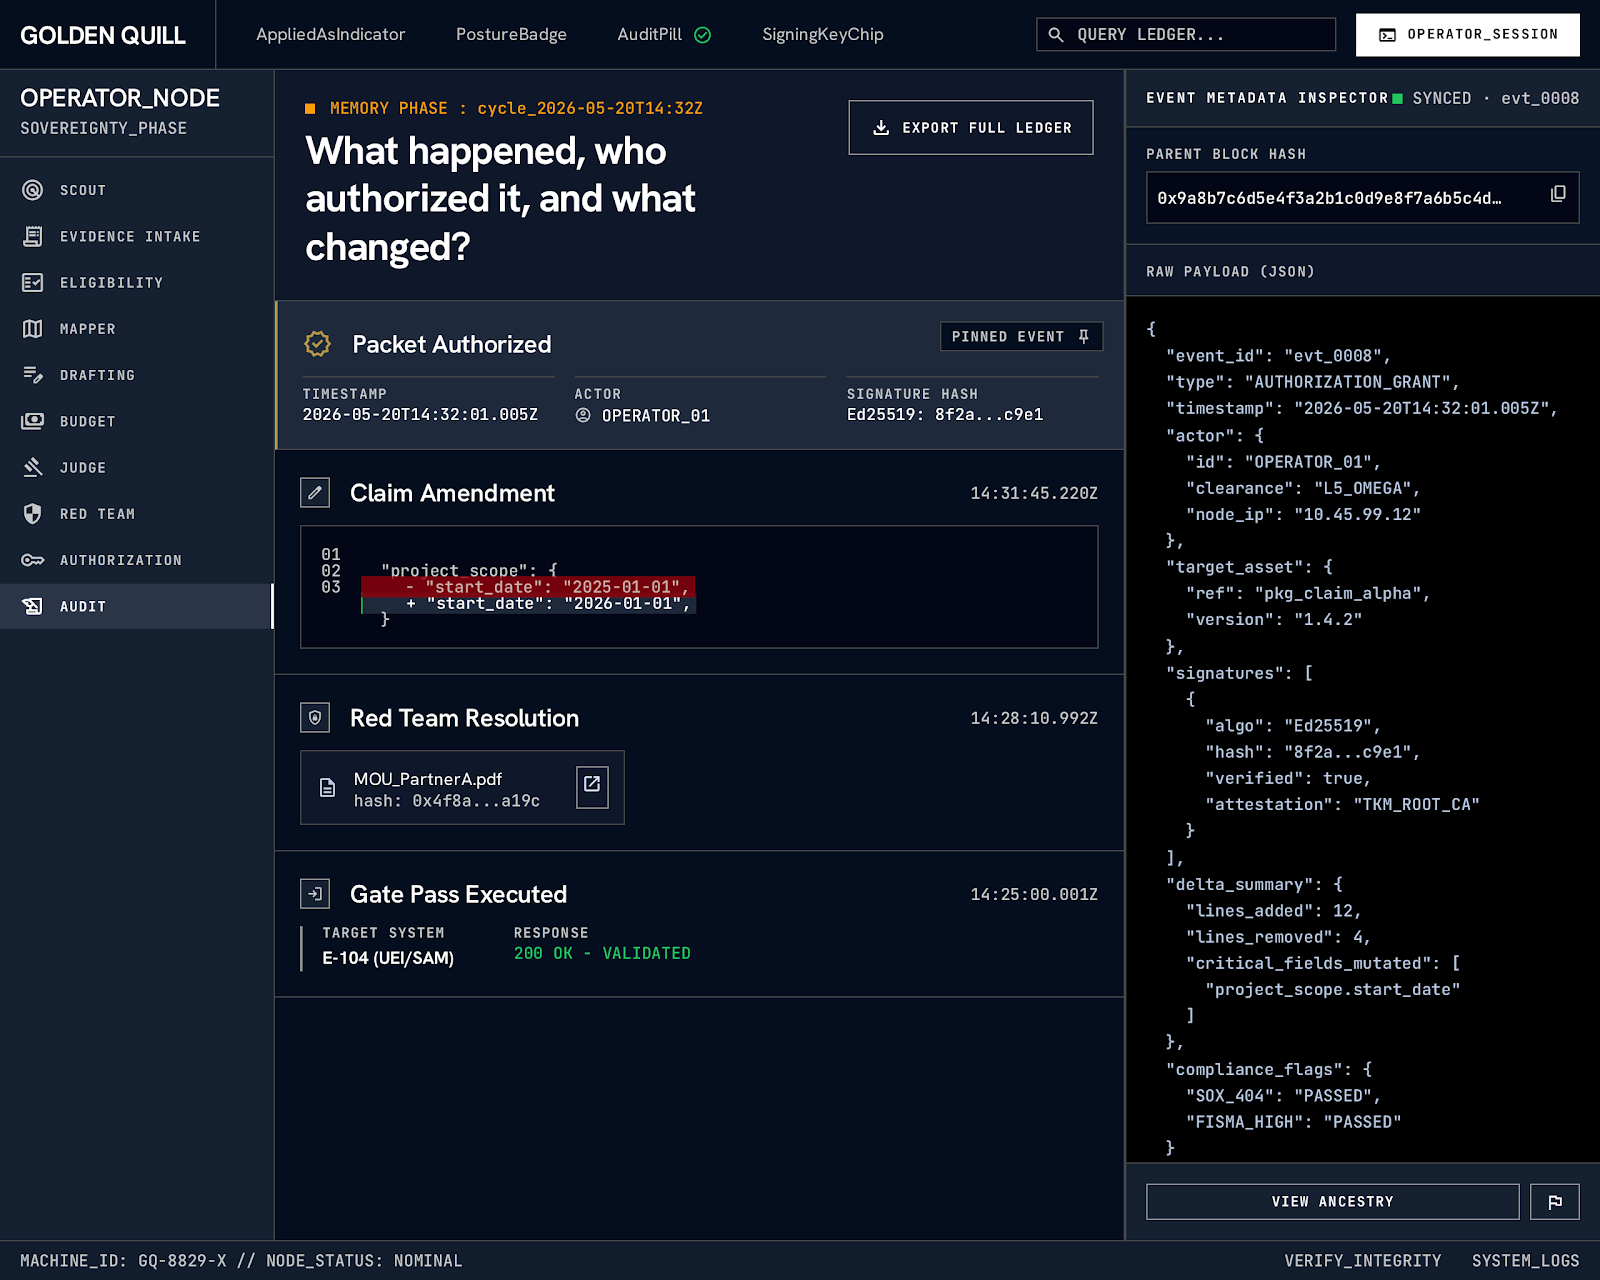 GOLDEN QUILL
AppliedAsIndicator
PostureBadge
AuditPill
SigningKeyChip
QUERY LEDGER...
OPERATOR_SESSION
OPERATOR_NODE
SOVEREIGNTY_PHASE
SCOUT
EVIDENCE INTAKE
ELIGIBILITY
MAPPER
DRAFTING
BUDGET
JUDGE
RED TEAM
AUTHORIZATION
AUDIT
MEMORY PHASE : cycle_2026-05-20T14:32Z
What happened, who
authorized it, and what
changed?
EXPORT FULL LEDGER
Packet Authorized
PINNED EVENT
TIMESTAMP
2026-05-20T14:32:01.005Z
ACTOR
OPERATOR_01
SIGNATURE HASH
Ed25519: 8f2a...c9e1
Claim Amendment
14:31:45.220Z
01
02
03
"project_scope": {
- "start_date": "2025-01-01",
+ "start_date": "2026-01-01",
}
Red Team Resolution
14:28:10.992Z
MOU_PartnerA.pdf
hash: 0x4f8a...a19c
Gate Pass Executed
14:25:00.001Z
TARGET SYSTEM
E-104 (UEI/SAM)
RESPONSE
200 OK - VALIDATED
EVENT METADATA INSPECTOR
SYNCED · evt_0008
PARENT BLOCK HASH
0x9a8b7c6d5e4f3a2b1c0d9e8f7a6b5c4d…
RAW PAYLOAD (JSON)
{
"event_id": "evt_0008",
"type": "AUTHORIZATION_GRANT",
"timestamp": "2026-05-20T14:32:01.005Z",
"actor": {
"id": "OPERATOR_01",
"clearance": "L5_OMEGA",
"node_ip": "10.45.99.12"
},
"target_asset": {
"ref": "pkg_claim_alpha",
"version": "1.4.2"
},
"signatures": [
{
"algo": "Ed25519",
"hash": "8f2a...c9e1",
"verified": true,
"attestation": "TKM_ROOT_CA"
}
],
"delta_summary": {
"lines_added": 12,
"lines_removed": 4,
"critical_fields_mutated": [
"project_scope.start_date"
]
},
"compliance_flags": {
"SOX_404": "PASSED",
"FISMA_HIGH": "PASSED"
}
VIEW ANCESTRY
MACHINE_ID: GQ-8829-X // NODE_STATUS: NOMINAL
VERIFY_INTEGRITY
SYSTEM_LOGS